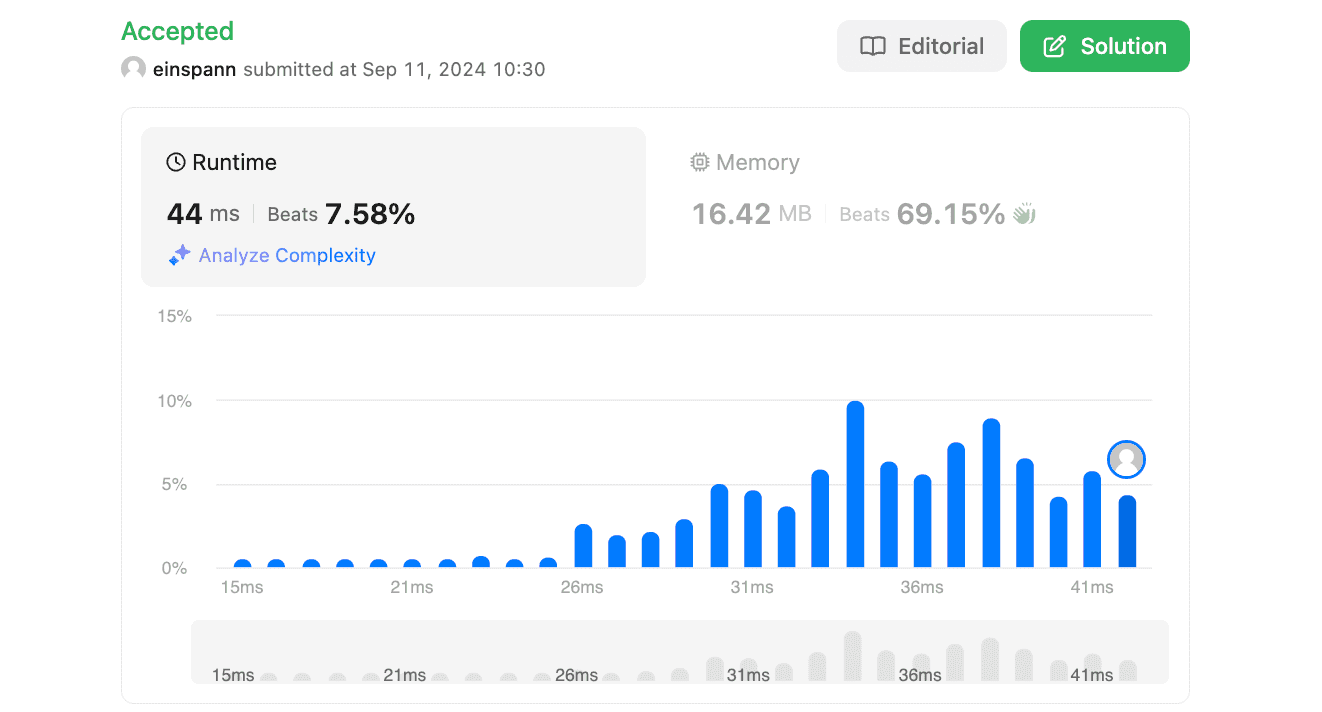 Accepted
einspann submitted at Sep 11, 2024 10:30
Editorial
Solution
Runtime
44 ms Beats 7.58%
Analyze Complexity
Memory
16.42 MB Beats 69.15%
15%
10%
5%
0%
15ms 21ms 26ms 31ms 36ms 41ms
15ms 21ms 26ms 31ms 36ms 41ms